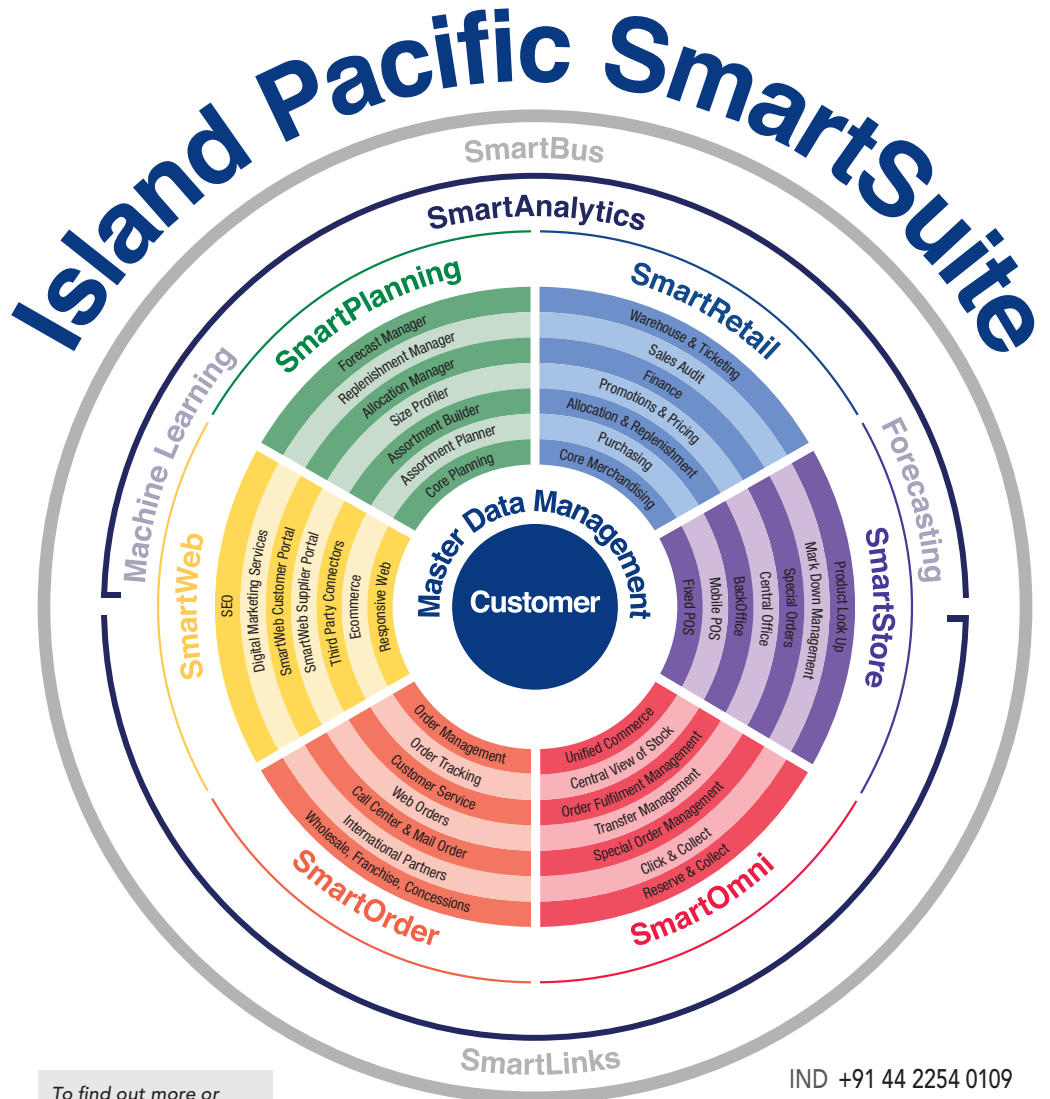 Island Pacific SmartSuite
SmartBus
SmartAnalytics
Machine Learning
Forecasting
SmartPlanning
Forecast Manager
Replenishment Manager
Allocation Manager
Size Profiler
Assortment Builder
Assortment Planner
Core Planning
SmartRetail
Warehouse & Ticketing
Sales Audit
Finance
Promotions & Pricing
Allocation & Replenishment
Purchasing
Core Merchandising
SmartWeb
SEO
Digital Marketing Services
SmartWeb Customer Portal
SmartWeb Supplier Portal
Third Party Connectors
Ecommerce
Responsive Web
Master Data Management
Customer
Fixed POS
Mobile POS
BackOffice
Central Office
Special Orders
Mark Down Management
Product Look Up
SmartStore
Order Management
Order Tracking
Customer Service
Web Orders
Call Center & Mail Order
International Partners
Wholesale, Franchise, Concessions
SmartOrder
Unified Commerce
Central View of Stock
Order Fulfilment Management
Transfer Management
Special Order Management
Click & Collect
Reserve & Collect
SmartOmni
SmartLinks
To find out more or
IND +91 44 2254 0109